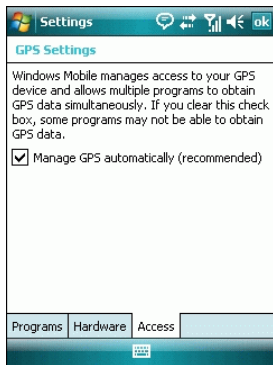 Settings
ok
GPS Settings
Windows Mobile manages access to your GPS
device and allows multiple programs to obtain
GPS data simultaneously. If you clear this check
box, some programs may not be able to obtain
GPS data.
Manage GPS automatically (recommended)
Programs Hardware Access